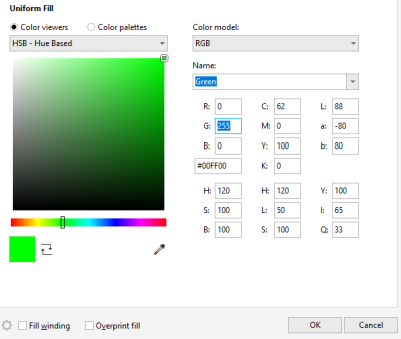 Uniform Fill
Color viewers Color palettes Color model:
HSB - Hue Based RGB
Name:
Green
R: 0 C: 62 L: 88
G: 255 M: 0 a: -80
B: 0 Y: 100 b: 80
#00FF00 K: 0
H: 120 H: 120 Y: 100
S: 100 L: 50 I: 65
B: 100 S: 100 Q: 33
Fill winding Overprint fill OK Cancel